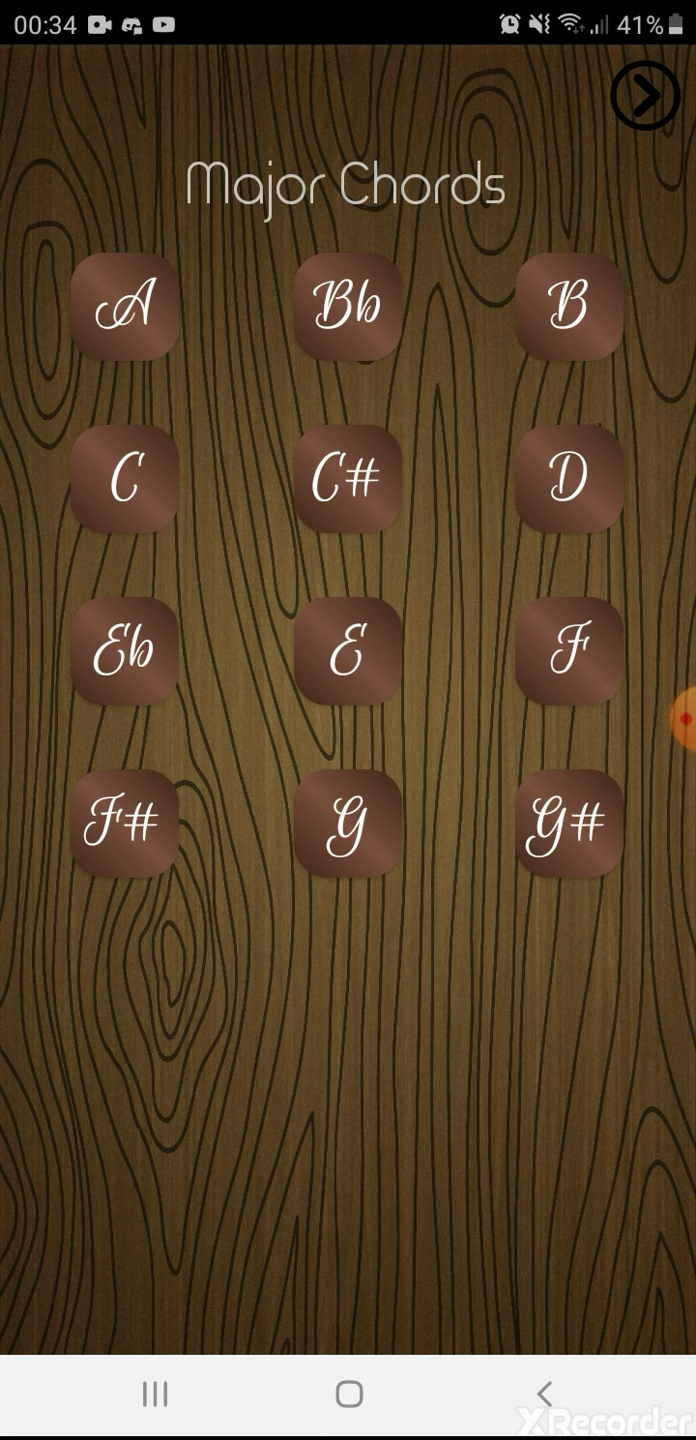 00:34 41%
Major Chords
A Bb B
C C# D
Eb E F
F# G G#
XRecorder